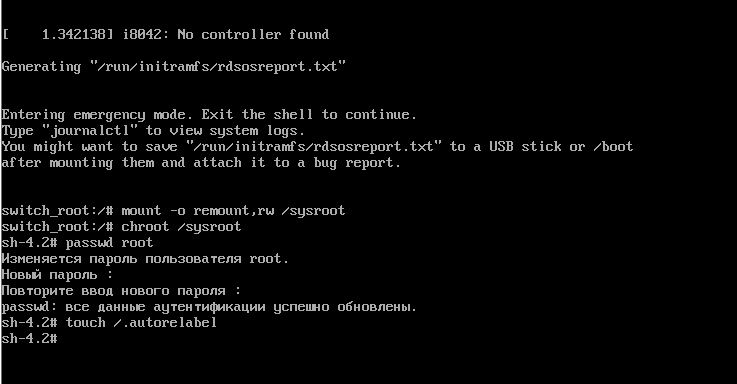 [    1.342138] i8042: No controller found
Generating "/run/initramfs/rdsosreport.txt"
Entering emergency mode. Exit the shell to continue.
Type "journalctl" to view system logs.
You might want to save "/run/initramfs/rdsosreport.txt" to a USB stick or /boot
after mounting them and attach it to a bug report.
switch_root:/# mount -o remount,rw /sysroot
switch_root:/# chroot /sysroot
sh-4.2# passwd root
Изменяется пароль пользователя root.
Новый пароль :
Повторите ввод нового пароля :
passwd: все данные аутентификации успешно обновлены.
sh-4.2# touch /.autorelabel
sh-4.2#